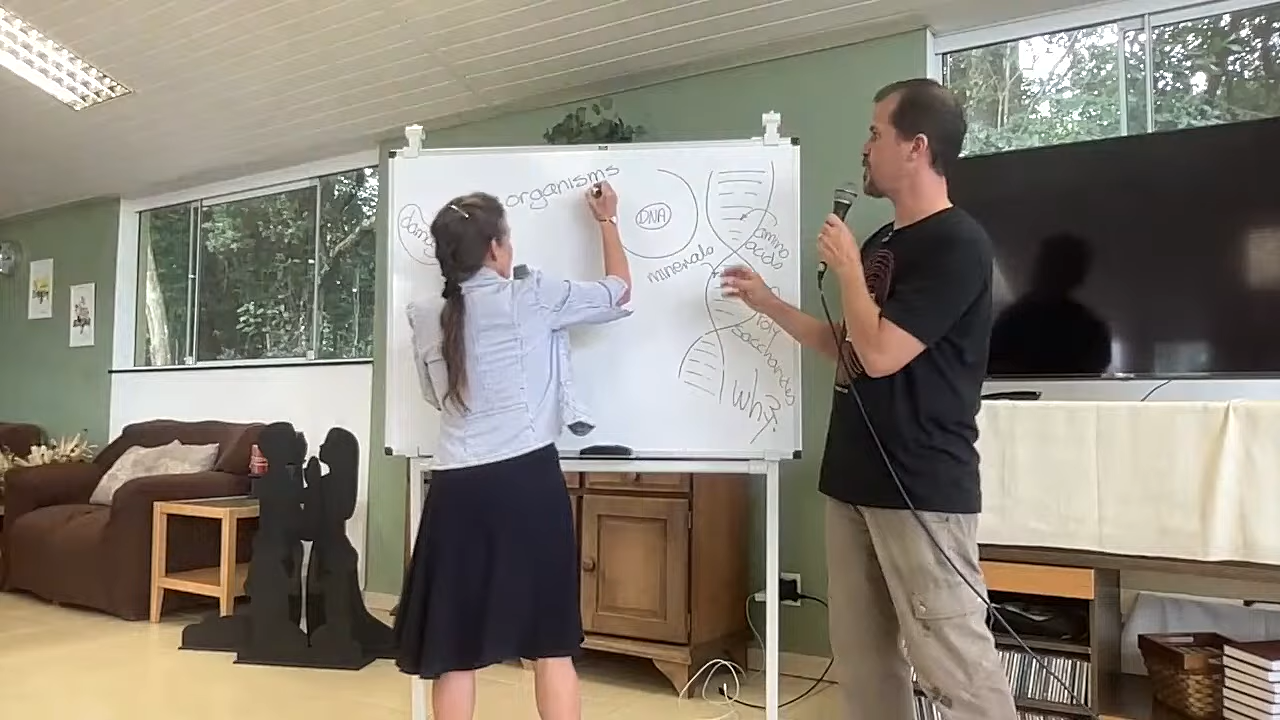 organisms
DNA
minerals
amino
acids
Poly
saccharides
Why?